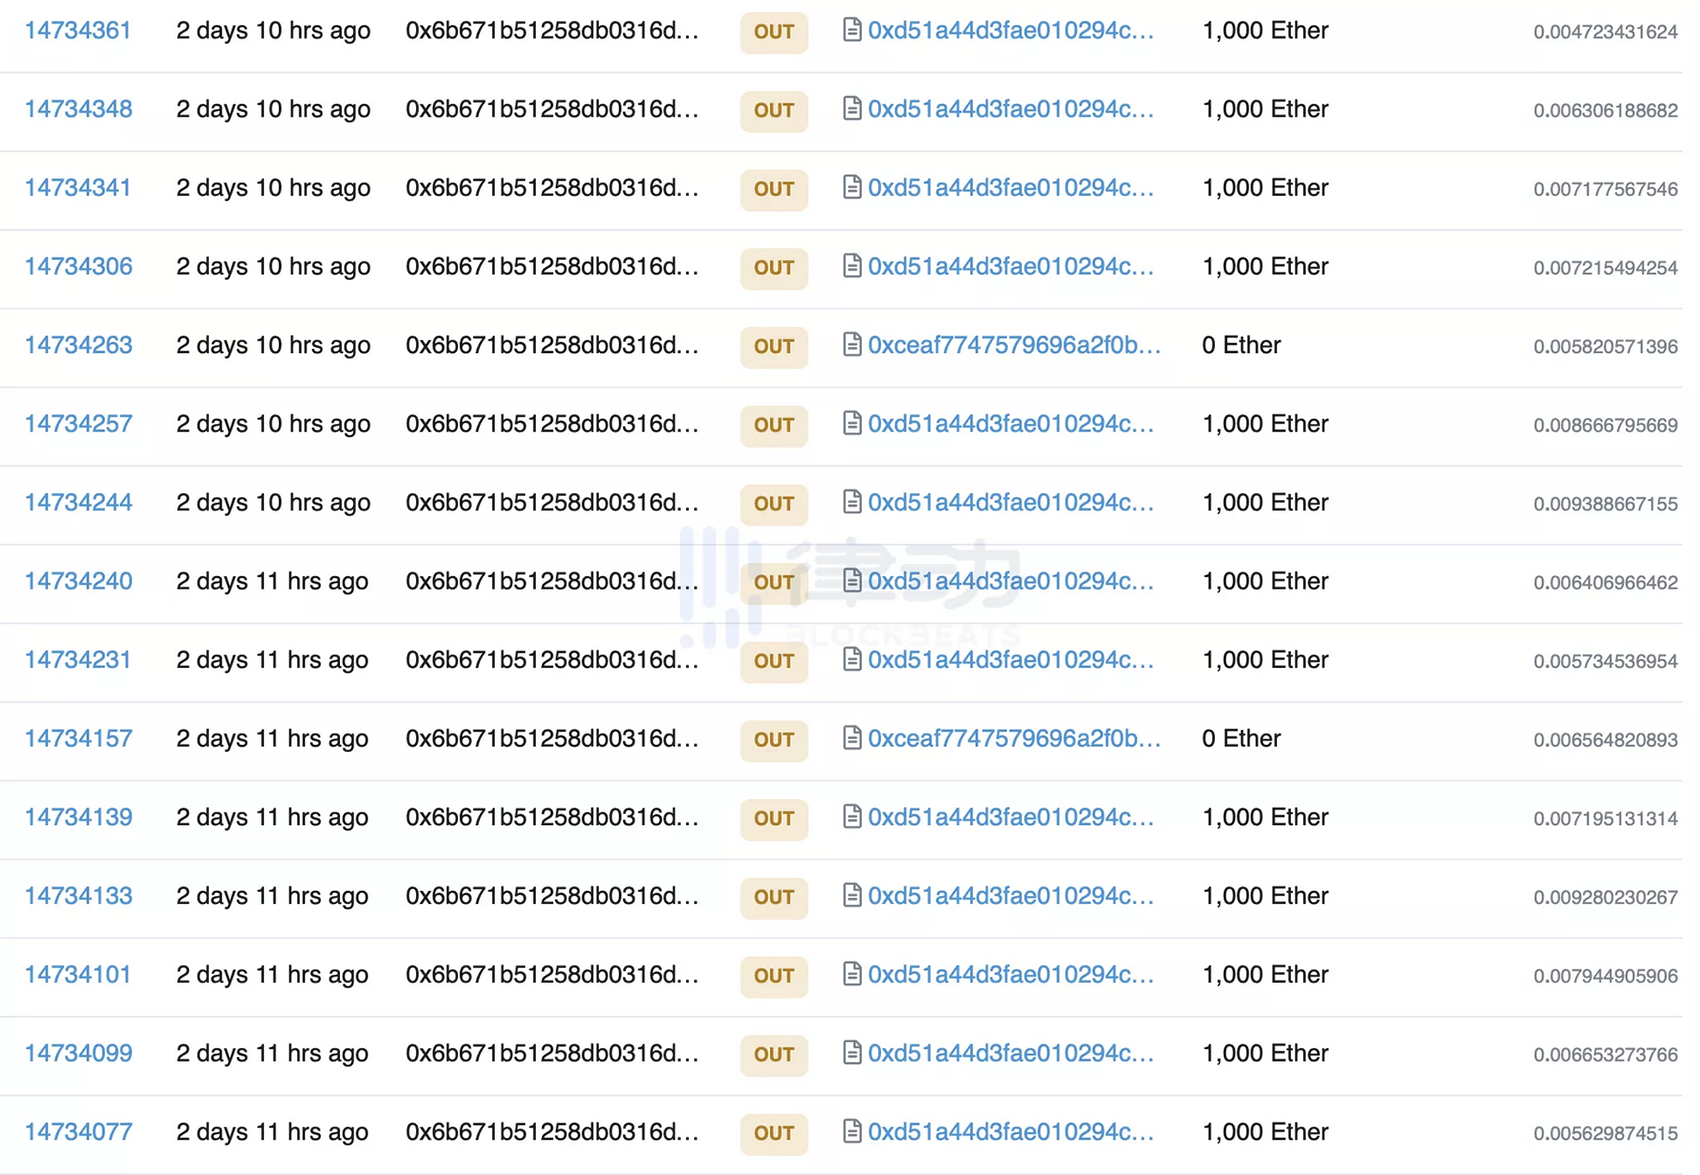 14734361 2 days 10 hrs ago 0x6b671b51258db0316d... OUT 0xd51a44d3fae010294c... 1,000 Ether 0.004723431624
14734348 2 days 10 hrs ago 0x6b671b51258db0316d... OUT 0xd51a44d3fae010294c... 1,000 Ether 0.006306188682
14734341 2 days 10 hrs ago 0x6b671b51258db0316d... OUT 0xd51a44d3fae010294c... 1,000 Ether 0.007177567546
14734306 2 days 10 hrs ago 0x6b671b51258db0316d... OUT 0xd51a44d3fae010294c... 1,000 Ether 0.007215494254
14734263 2 days 10 hrs ago 0x6b671b51258db0316d... OUT 0xceaf7747579696a2f0b... 0 Ether 0.005820571396
14734257 2 days 10 hrs ago 0x6b671b51258db0316d... OUT 0xd51a44d3fae010294c... 1,000 Ether 0.008666795669
14734244 2 days 10 hrs ago 0x6b671b51258db0316d... OUT 0xd51a44d3fae010294c... 1,000 Ether 0.009388667155
14734240 2 days 11 hrs ago 0x6b671b51258db0316d... OUT 0xd51a44d3fae010294c... 1,000 Ether 0.006406966462
律动
BLOCKBEATS
14734231 2 days 11 hrs ago 0x6b671b51258db0316d... OUT 0xd51a44d3fae010294c... 1,000 Ether 0.005734536954
14734157 2 days 11 hrs ago 0x6b671b51258db0316d... OUT 0xceaf7747579696a2f0b... 0 Ether 0.006564820893
14734139 2 days 11 hrs ago 0x6b671b51258db0316d... OUT 0xd51a44d3fae010294c... 1,000 Ether 0.007195131314
14734133 2 days 11 hrs ago 0x6b671b51258db0316d... OUT 0xd51a44d3fae010294c... 1,000 Ether 0.009280230267
14734101 2 days 11 hrs ago 0x6b671b51258db0316d... OUT 0xd51a44d3fae010294c... 1,000 Ether 0.007944905906
14734099 2 days 11 hrs ago 0x6b671b51258db0316d... OUT 0xd51a44d3fae010294c... 1,000 Ether 0.006653273766
14734077 2 days 11 hrs ago 0x6b671b51258db0316d... OUT 0xd51a44d3fae010294c... 1,000 Ether 0.005629874515